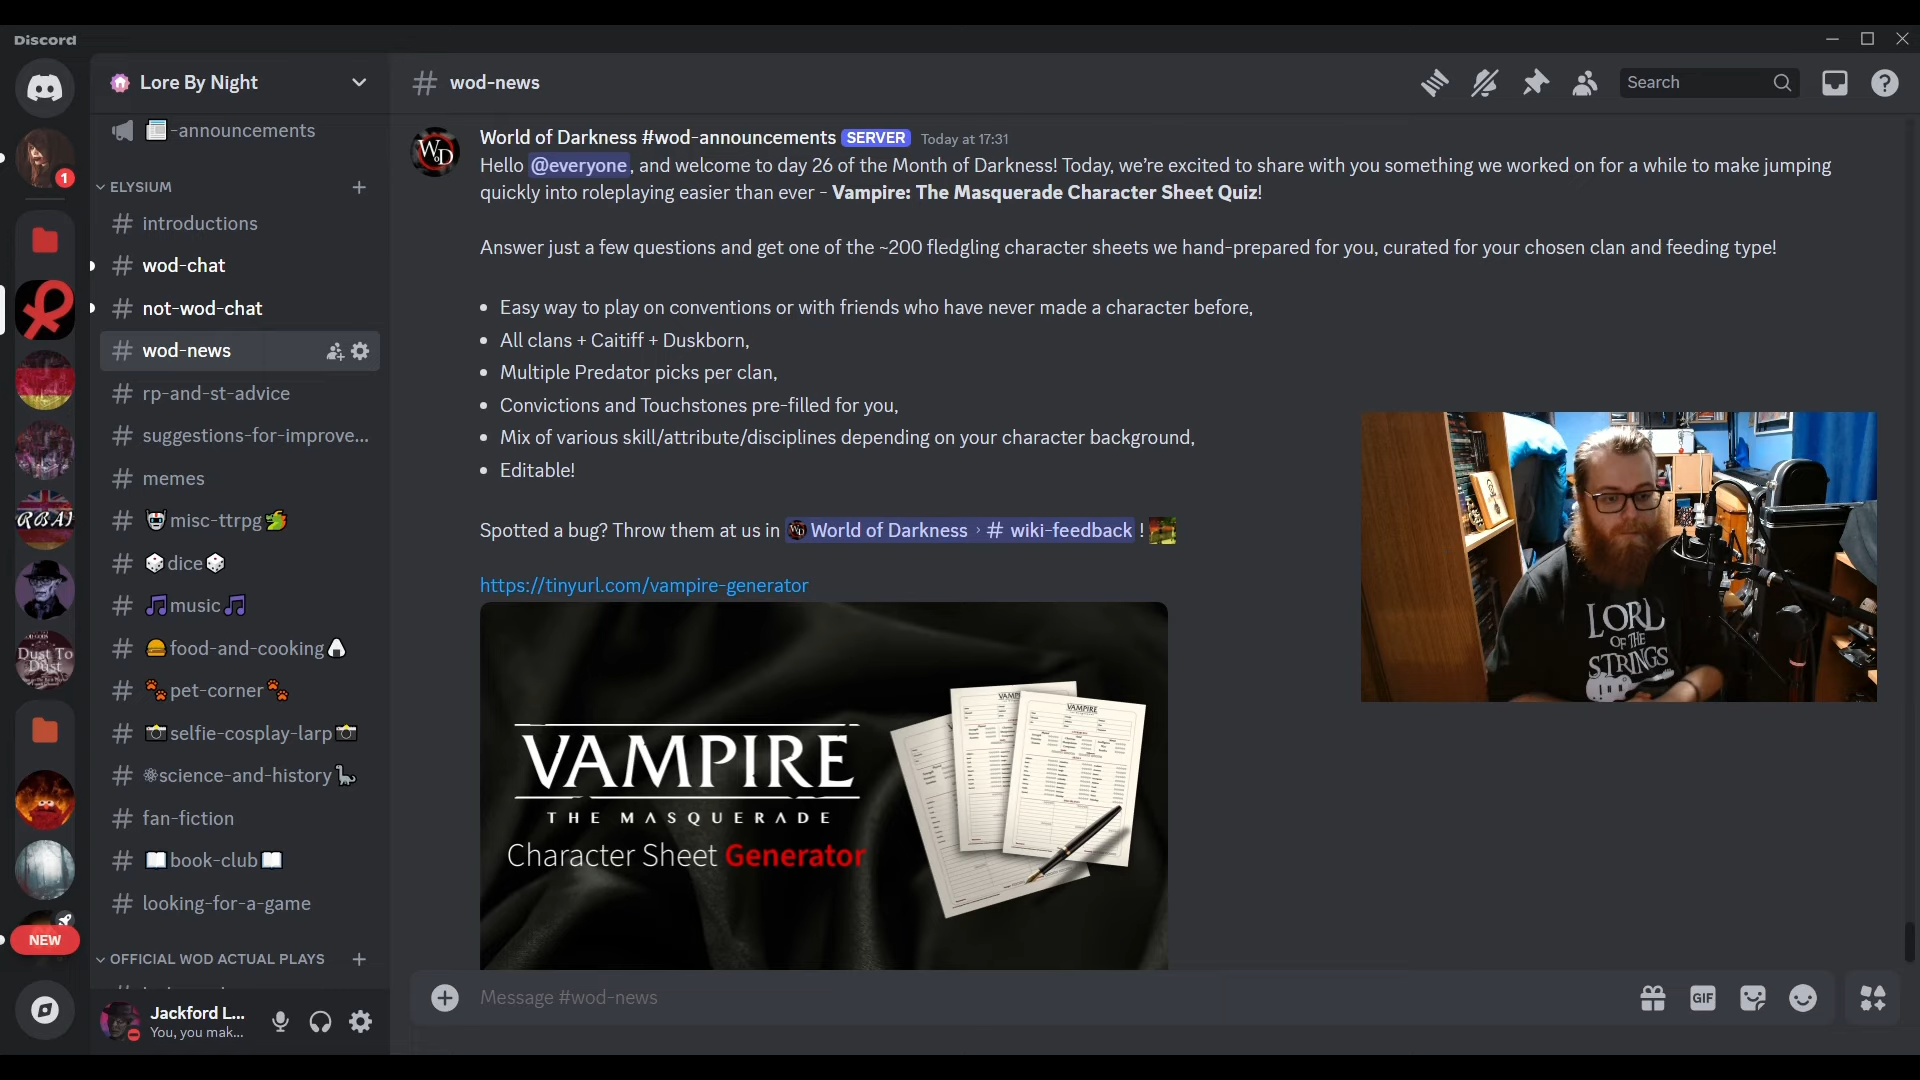 Discord
Lore By Night
wod-news
Search
-announcements
ELYSIUM
introductions
wod-chat
not-wod-chat
wod-news
rp-and-st-advice
suggestions-for-improve...
memes
misc-ttrpg
dice
music
food-and-cooking
pet-corner
selfie-cosplay-larp
science-and-history
fan-fiction
book-club
looking-for-a-game
OFFICIAL WOD ACTUAL PLAYS
1
RBAN
Dust To
Dust
NEW
Jackford L...
You, you mak...
World of Darkness #wod-announcements SERVER Today at 17:31
Hello @everyone, and welcome to day 26 of the Month of Darkness! Today, we’re excited to share with you something we worked on for a while to make jumping
quickly into roleplaying easier than ever - Vampire: The Masquerade Character Sheet Quiz!
Answer just a few questions and get one of the ~200 fledgling character sheets we hand-prepared for you, curated for your chosen clan and feeding type!
• Easy way to play on conventions or with friends who have never made a character before,
• All clans + Caitiff + Duskborn,
• Multiple Predator picks per clan,
• Convictions and Touchstones pre-filled for you,
• Mix of various skill/attribute/disciplines depending on your character background,
• Editable!
Spotted a bug? Throw them at us in World of Darkness › # wiki-feedback !
https://tinyurl.com/vampire-generator
VAMPIRE
THE MASQUERADE
Character Sheet Generator
VAMPIRE
LORD
OF THE
STRINGS
Message #wod-news
GIF